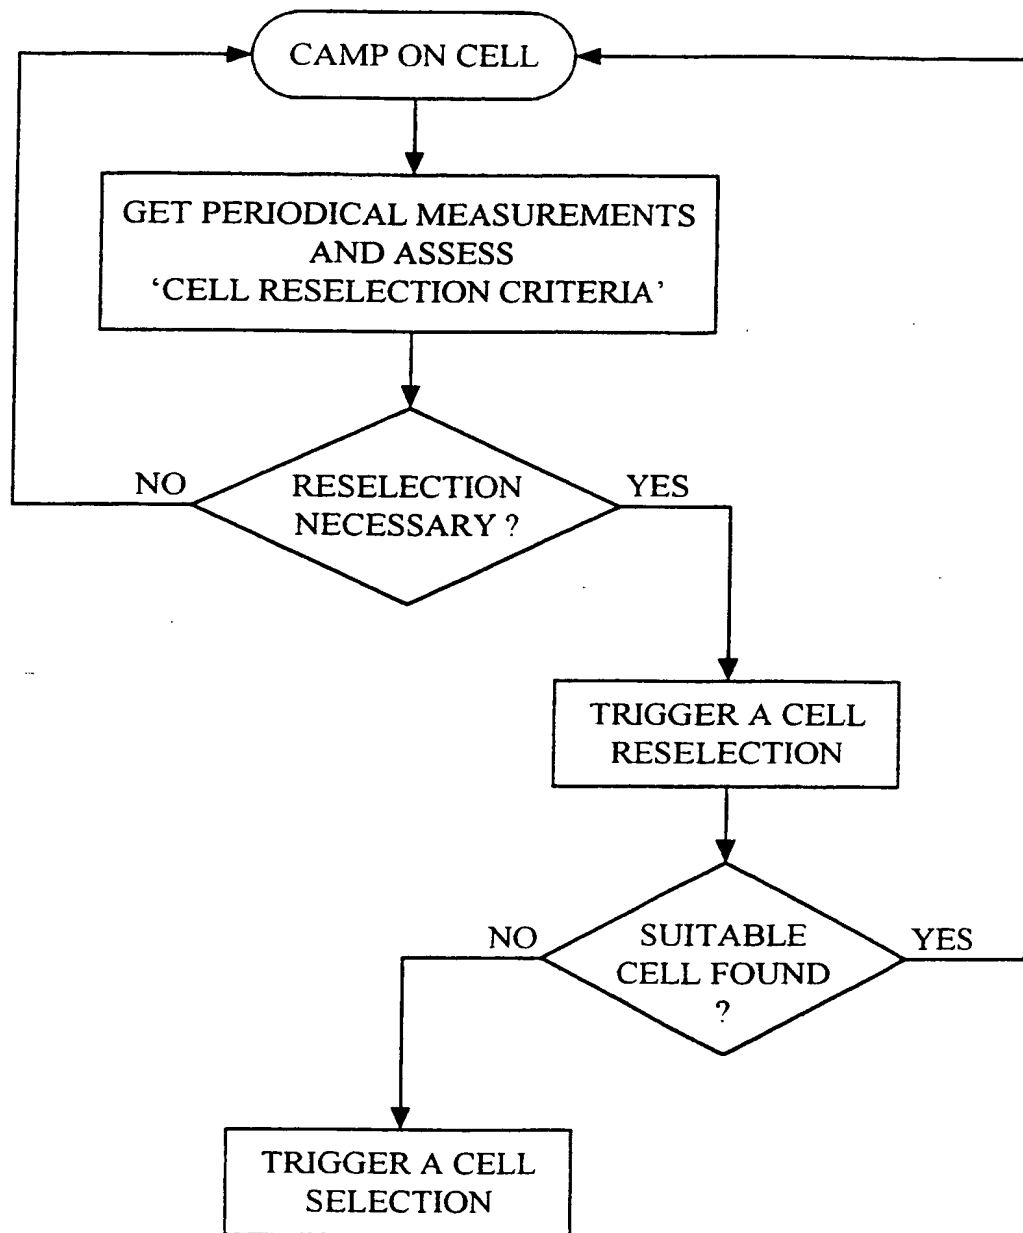 CAMP ON CELL
GET PERIODICAL MEASUREMENTS
AND ASSESS
‘CELL RESELECTION CRITERIA’
NO
RESELECTION
NECESSARY ?
YES
TRIGGER A CELL
RESELECTION
NO
SUITABLE
CELL FOUND
?
YES
TRIGGER A CELL
SELECTION